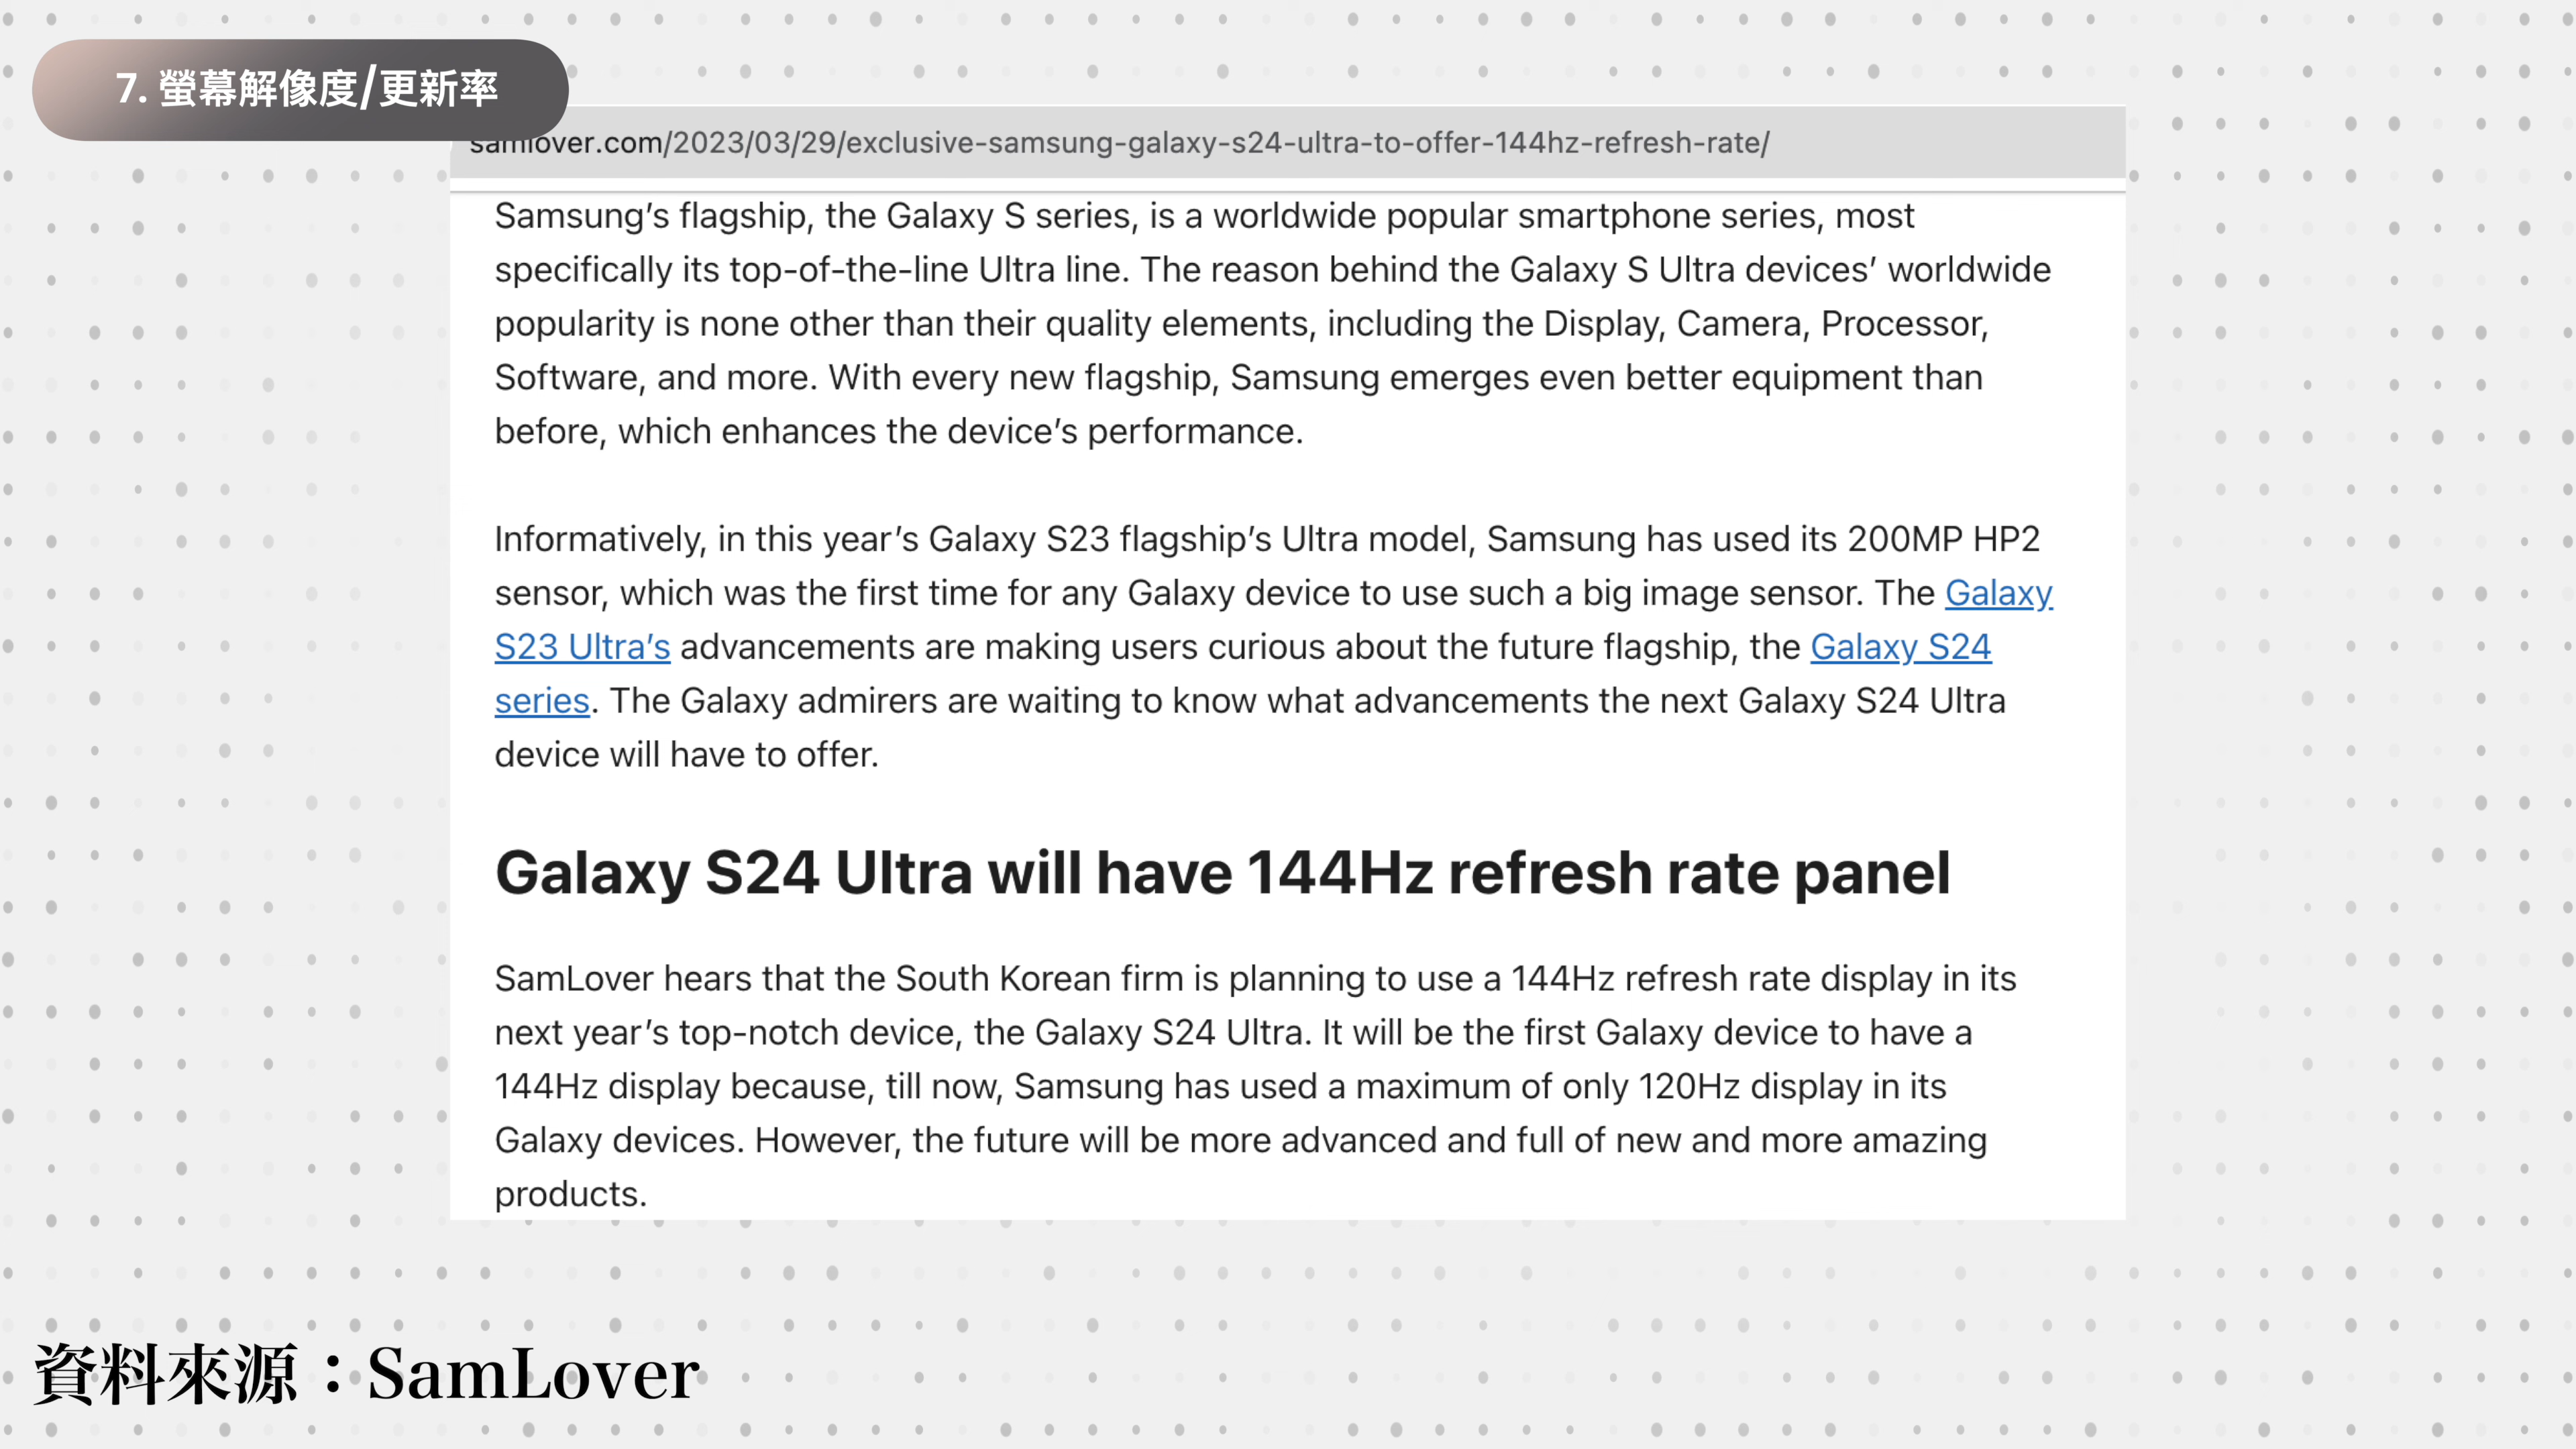 7. 螢幕解像度/更新率
samlover.com/2023/03/29/exclusive-samsung-galaxy-s24-ultra-to-offer-144hz-refresh-rate/
Samsung’s flagship, the Galaxy S series, is a worldwide popular smartphone series, most
specifically its top-of-the-line Ultra line. The reason behind the Galaxy S Ultra devices’ worldwide
popularity is none other than their quality elements, including the Display, Camera, Processor,
Software, and more. With every new flagship, Samsung emerges even better equipment than
before, which enhances the device’s performance.
Informatively, in this year’s Galaxy S23 flagship’s Ultra model, Samsung has used its 200MP HP2
sensor, which was the first time for any Galaxy device to use such a big image sensor. The Galaxy
S23 Ultra’s advancements are making users curious about the future flagship, the Galaxy S24
series. The Galaxy admirers are waiting to know what advancements the next Galaxy S24 Ultra
device will have to offer.
Galaxy S24 Ultra will have 144Hz refresh rate panel
SamLover hears that the South Korean firm is planning to use a 144Hz refresh rate display in its
next year’s top-notch device, the Galaxy S24 Ultra. It will be the first Galaxy device to have a
144Hz display because, till now, Samsung has used a maximum of only 120Hz display in its
Galaxy devices. However, the future will be more advanced and full of new and more amazing
products.
資料來源：SamLover